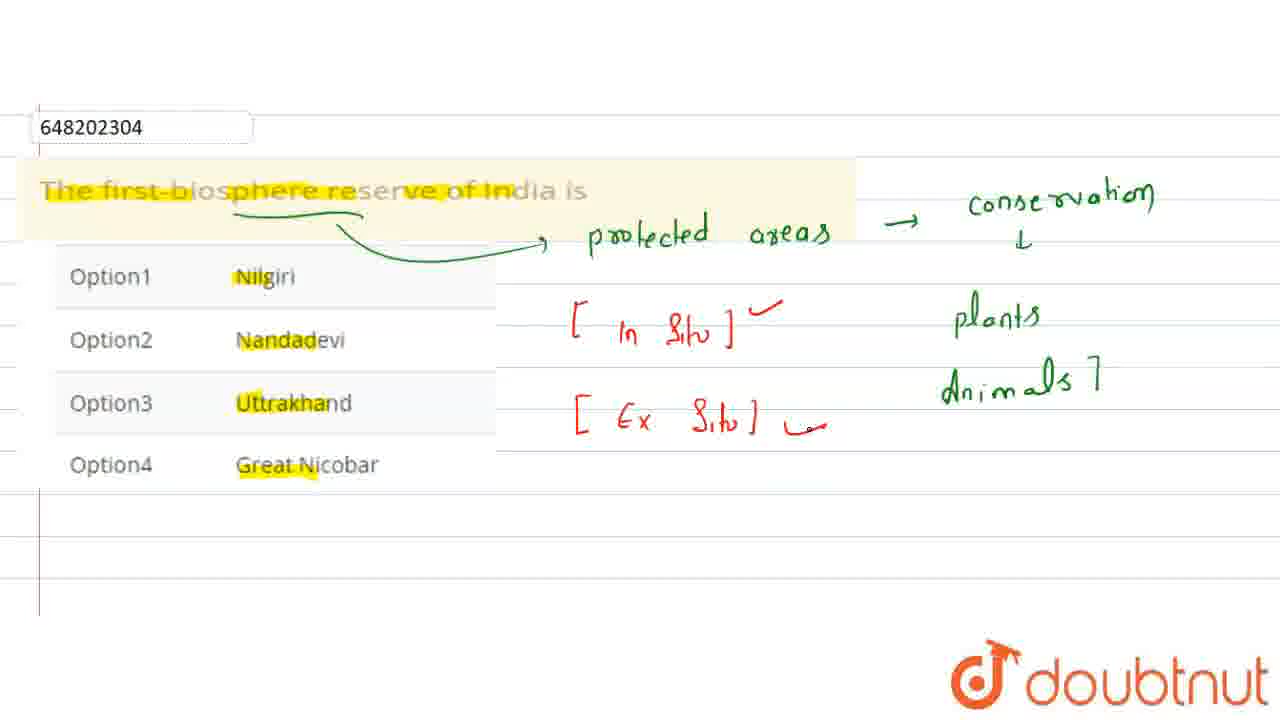 648202304
The first-biosphere reserve of India is
conservation
protected areas →
↓
Option1 Nilgiri
[ In Situ ] ✓
plants
Option2 Nandadevi
Animals ]
Option3 Uttrakhand
[ Ex Situ ] ✓
Option4 Great Nicobar
doubtnut